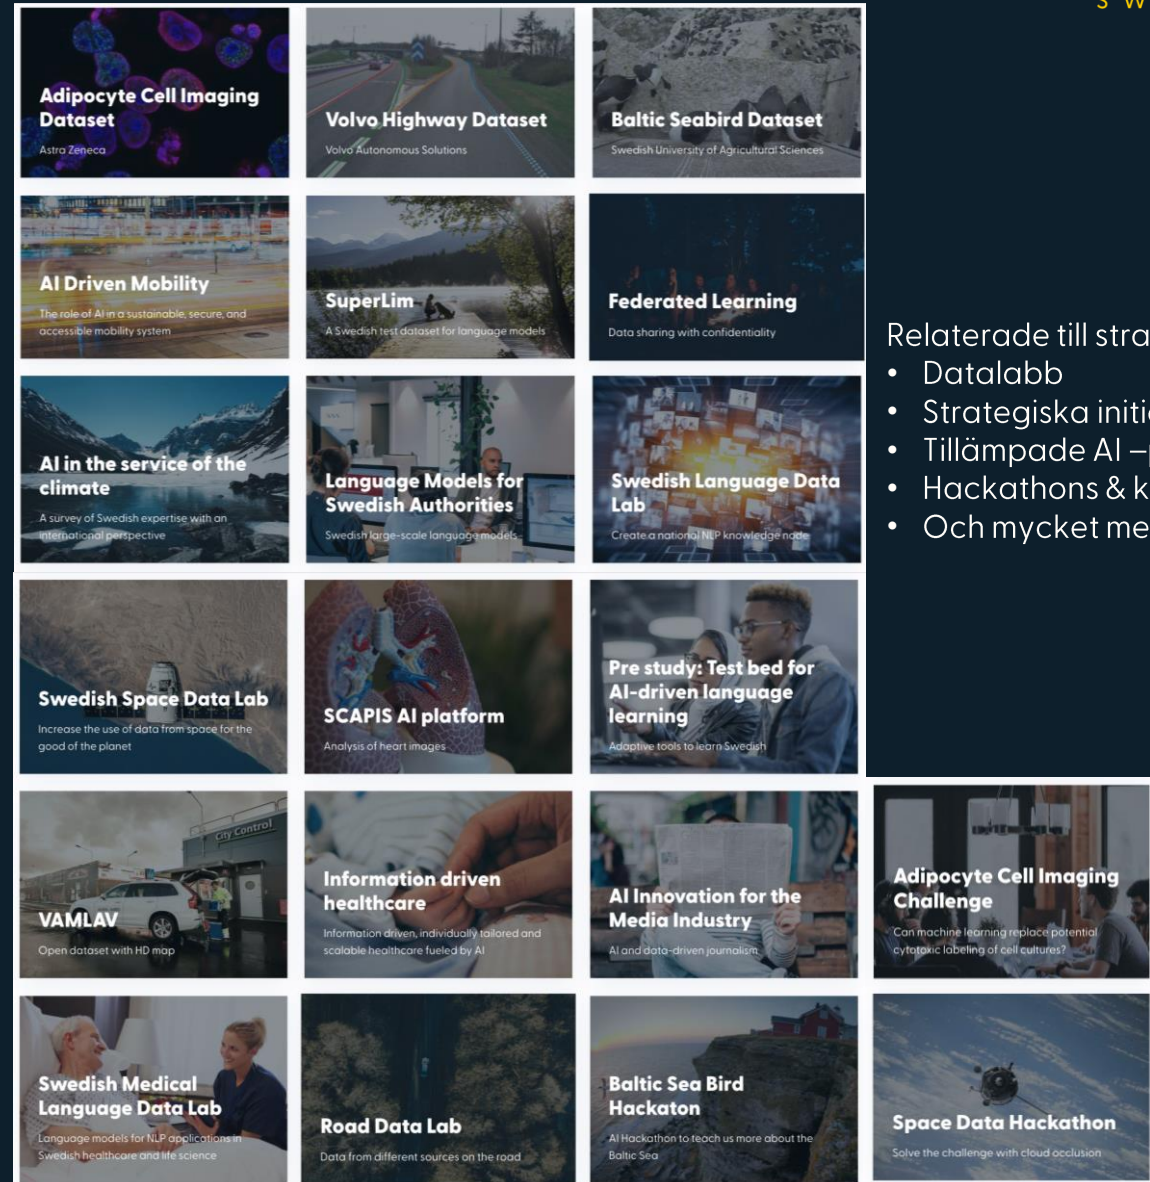 S W
Adipocyte Cell Imaging
Dataset
Astra Zeneca
Volvo Highway Dataset
Volvo Autonomous Solutions
Baltic Seabird Dataset
Swedish University of Agricultural Sciences
AI Driven Mobility
The role of AI in a sustainable, secure, and
accessible mobility system
SuperLim
A Swedish test dataset for language models
Federated Learning
Data sharing with confidentiality
AI in the service of the
climate
A survey of Swedish expertise with an
international perspective
Language Models for
Swedish Authorities
Swedish large-scale language models
Swedish Language Data
Lab
Create a national NLP knowledge node
Relaterade till stra
• Datalabb
• Strategiska initi
• Tillämpade AI –
• Hackathons & k
• Och mycket me
Swedish Space Data Lab
Increase the use of data from space for the
good of the planet
SCAPIS AI platform
Analysis of heart images
Pre study: Test bed for
AI-driven language
learning
Adaptive tools to learn Swedish
City Control
VAMLAV
Open dataset with HD map
Information driven
healthcare
Information driven, individually tailored and
scalable healthcare fueled by AI
AI Innovation for the
Media Industry
AI and data-driven journalism
Adipocyte Cell Imaging
Challenge
Can machine learning replace potential
cytotoxic labeling of cell cultures?
Swedish Medical
Language Data Lab
Language models for NLP applications in
Swedish healthcare and life science
Road Data Lab
Data from different sources on the road
Baltic Sea Bird
Hackaton
AI Hackathon to teach us more about the
Baltic Sea
Space Data Hackathon
Solve the challenge with cloud occlusion